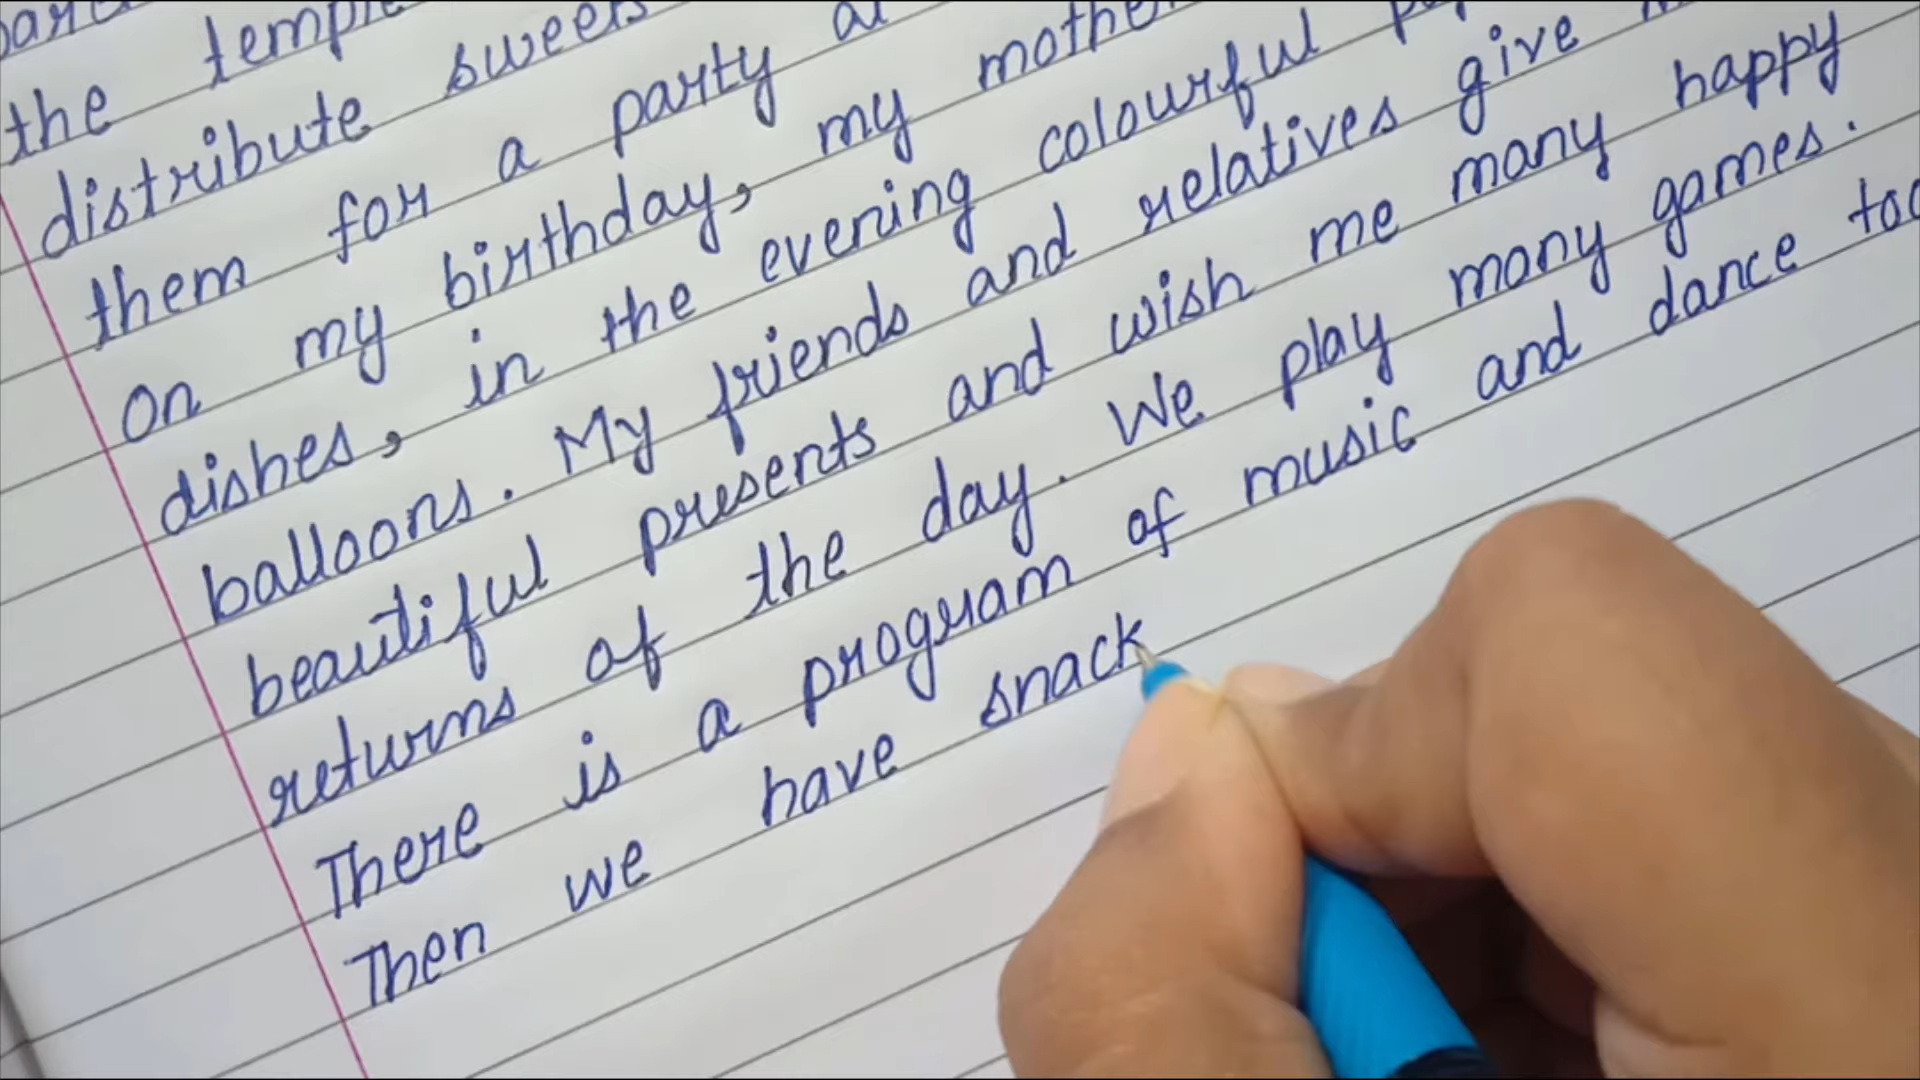 the temple
distribute sweets
them for a party at
On my birthday, my mother
dishes, in the evening colourful
balloons. My friends and relatives give
beautiful presents and wish me many happy
returns of the day. We play many games.
There is a program of music and dance too
Then we have snack